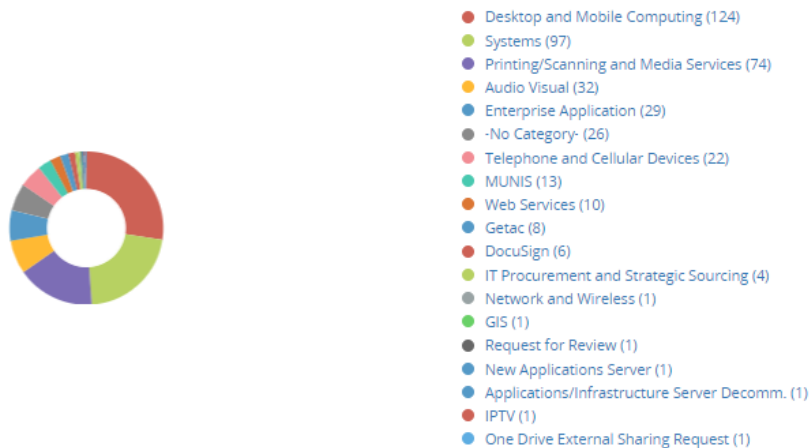 Desktop and Mobile Computing (124)
Systems (97)
Printing/Scanning and Media Services (74)
Audio Visual (32)
Enterprise Application (29)
-No Category- (26)
Telephone and Cellular Devices (22)
MUNIS (13)
Web Services (10)
Getac (8)
DocuSign (6)
IT Procurement and Strategic Sourcing (4)
Network and Wireless (1)
GIS (1)
Request for Review (1)
New Applications Server (1)
Applications/Infrastructure Server Decomm. (1)
IPTV (1)
One Drive External Sharing Request (1)